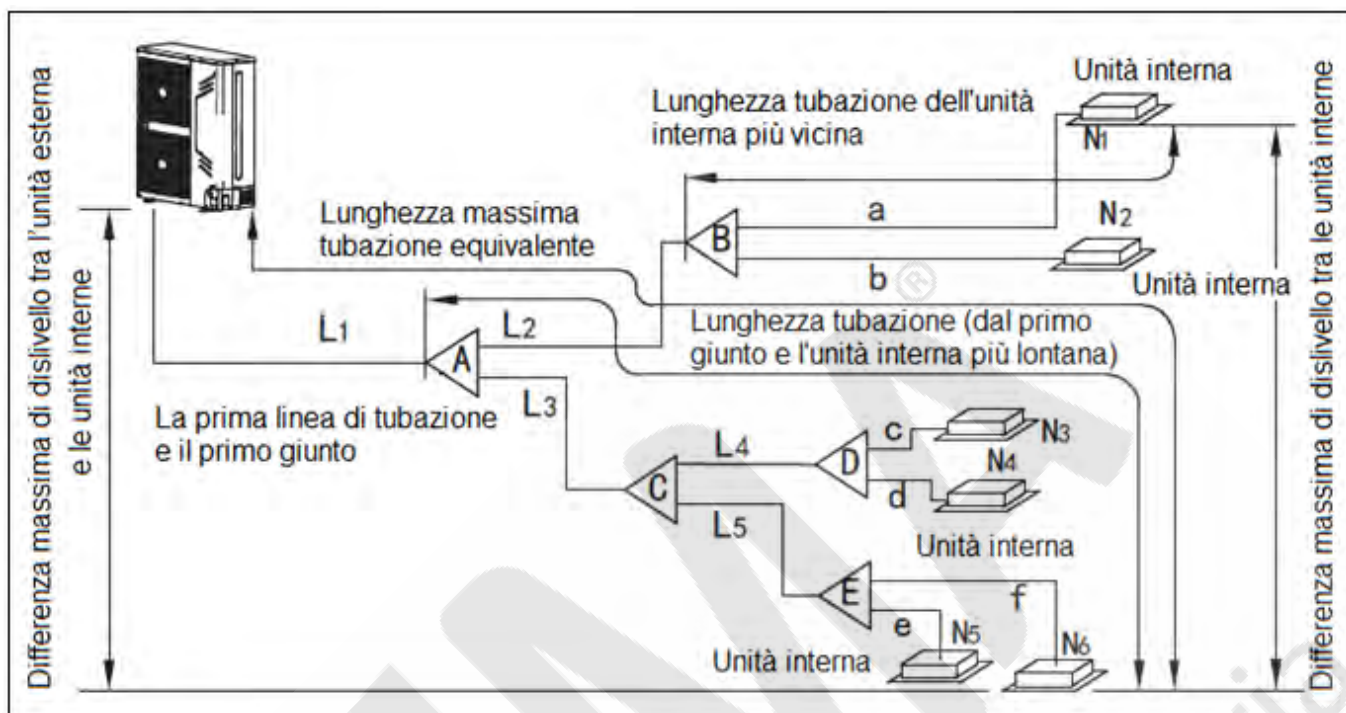 Differenza massima di dislivello tra l'unità esterna
e le unità interne
Unità interna
Lunghezza tubazione dell'unità
interna più vicina
N1
Lunghezza massima
tubazione equivalente
a
N2
B
b
®
Unità interna
L1
L2
Lunghezza tubazione (dal primo
giunto e l'unità interna più lontana)
A
L3
La prima linea di tubazione
e il primo giunto
c
N3
L4
D
N4
C
d
L5
Unità interna
E
f
e
N5
N6
Unità interna
Differenza massima di dislivello tra le unità interne